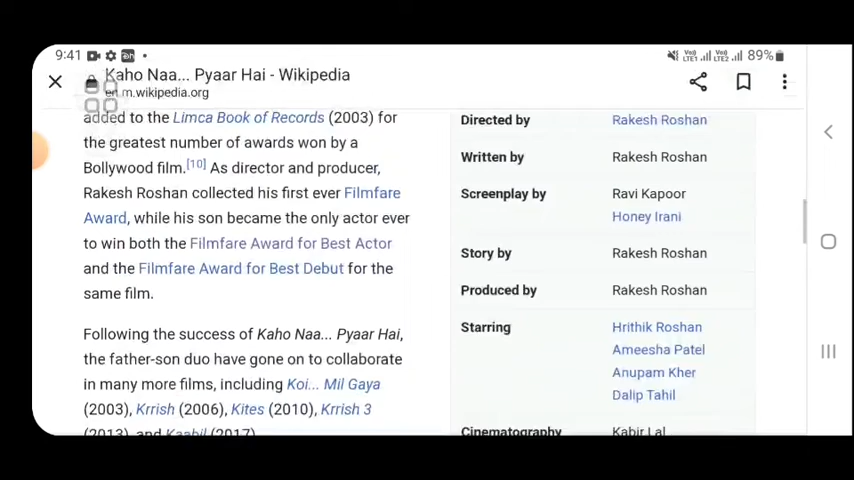 9:41
89%
Kaho Naa... Pyaar Hai - Wikipedia
en.m.wikipedia.org
added to the Limca Book of Records (2003) for
the greatest number of awards won by a
Bollywood film.[10] As director and producer,
Rakesh Roshan collected his first ever Filmfare
Award, while his son became the only actor ever
to win both the Filmfare Award for Best Actor
and the Filmfare Award for Best Debut for the
same film.
Following the success of Kaho Naa... Pyaar Hai,
the father-son duo have gone on to collaborate
in many more films, including Koi... Mil Gaya
(2003), Krrish (2006), Kites (2010), Krrish 3
(2013), and Kaabil (2017).
Directed by Rakesh Roshan
Written by Rakesh Roshan
Screenplay by Ravi Kapoor
Honey Irani
Story by Rakesh Roshan
Produced by Rakesh Roshan
Starring Hrithik Roshan
Ameesha Patel
Anupam Kher
Dalip Tahil
Cinematography Kabir Lal